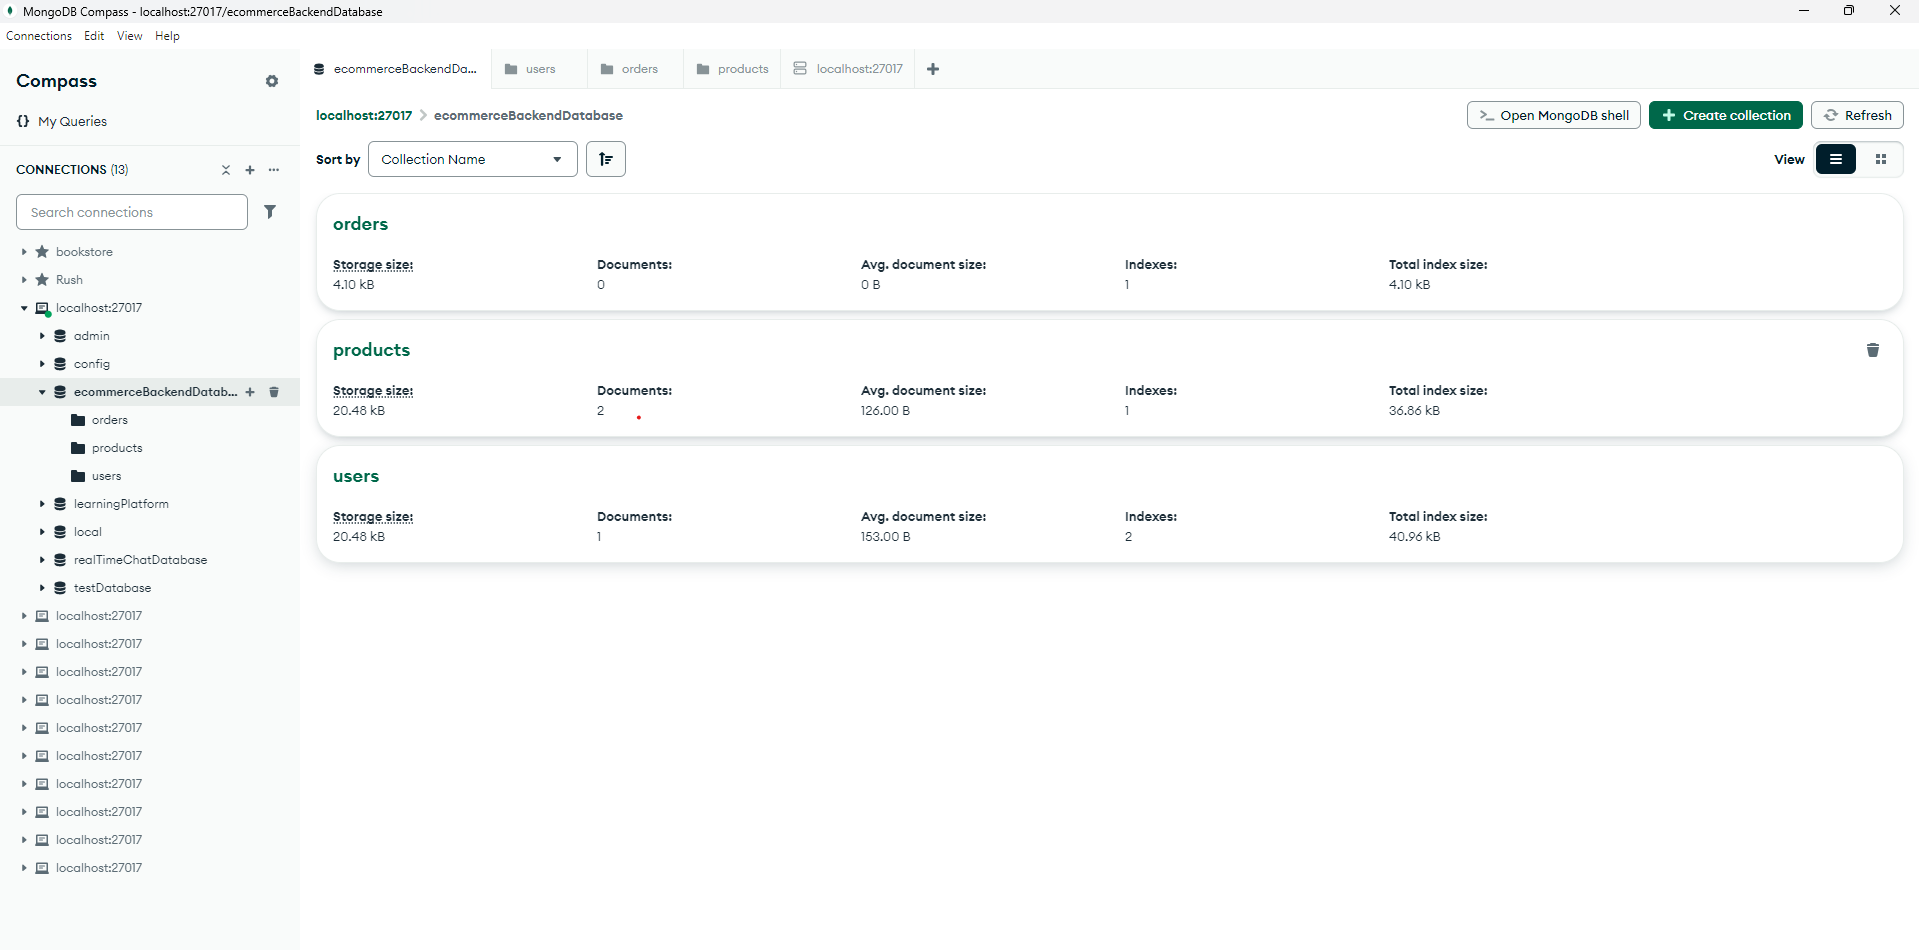 MongoDB Compass - localhost:27017/ecommerceBackendDatabase
Connections Edit View Help
Compass
My Queries
CONNECTIONS (13)
Search connections
bookstore
Rush
localhost:27017
admin
config
ecommerceBackendDatab...
orders
products
users
learningPlatform
local
realTimeChatDatabase
testDatabase
localhost:27017
localhost:27017
localhost:27017
localhost:27017
localhost:27017
localhost:27017
localhost:27017
localhost:27017
localhost:27017
localhost:27017
ecommerceBackendDa... users orders products localhost:27017
localhost:27017 ecommerceBackendDatabase
Open MongoDB shell Create collection Refresh
Sort by Collection Name
View
orders
Storage size: Documents: Avg. document size: Indexes: Total index size:
4.10 kB 0 0 B 1 4.10 kB
products
Storage size: Documents: Avg. document size: Indexes: Total index size:
20.48 kB 2 126.00 B 1 36.86 kB
users
Storage size: Documents: Avg. document size: Indexes: Total index size:
20.48 kB 1 153.00 B 2 40.96 kB